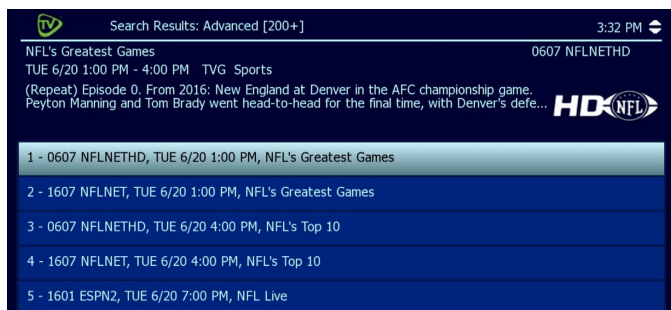 TV
Search Results: Advanced [200+]
3:32 PM
NFL's Greatest Games
0607 NFLNETHD
TUE 6/20 1:00 PM - 4:00 PM TVG Sports
(Repeat) Episode 0. From 2016: New England at Denver in the AFC championship game.
Peyton Manning and Tom Brady went head-to-head for the final time, with Denver's defe...
HD NFL
1 - 0607 NFLNETHD, TUE 6/20 1:00 PM, NFL's Greatest Games
2 - 1607 NFLNET, TUE 6/20 1:00 PM, NFL's Greatest Games
3 - 0607 NFLNETHD, TUE 6/20 4:00 PM, NFL's Top 10
4 - 1607 NFLNET, TUE 6/20 4:00 PM, NFL's Top 10
5 - 1601 ESPN2, TUE 6/20 7:00 PM, NFL Live